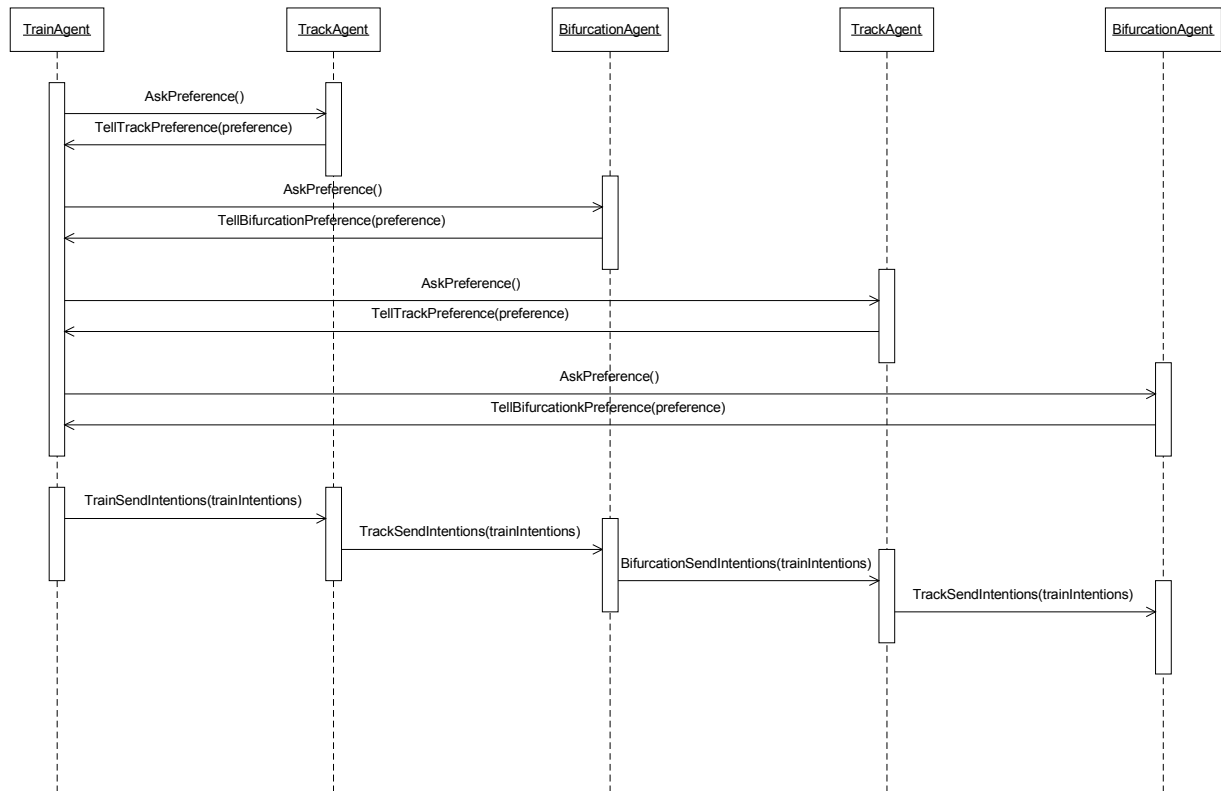 TrainAgent
TrackAgent
BifurcationAgent
TrackAgent
BifurcationAgent
AskPreference()
TellTrackPreference(preference)
AskPreference()
TellBifurcationPreference(preference)
AskPreference()
TellTrackPreference(preference)
AskPreference()
TellBifurcationkPreference(preference)
TrainSendIntentions(trainIntentions)
TrackSendIntentions(trainIntentions)
BifurcationSendIntentions(trainIntentions)
TrackSendIntentions(trainIntentions)